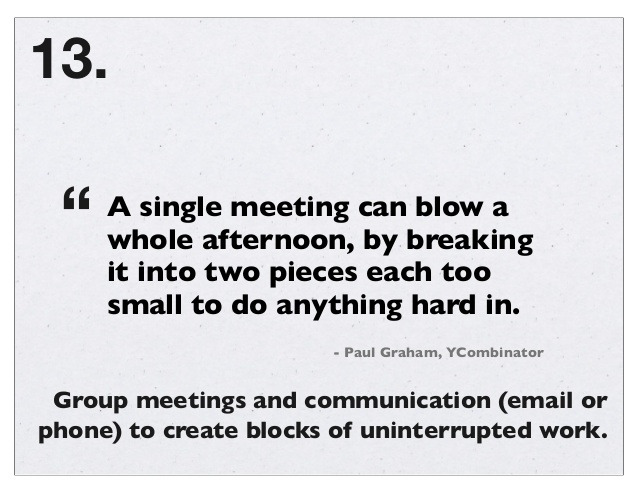 13.
“ A single meeting can blow a
whole afternoon, by breaking
it into two pieces each too
small to do anything hard in.
- Paul Graham, YCombinator
Group meetings and communication (email or
phone) to create blocks of uninterrupted work.